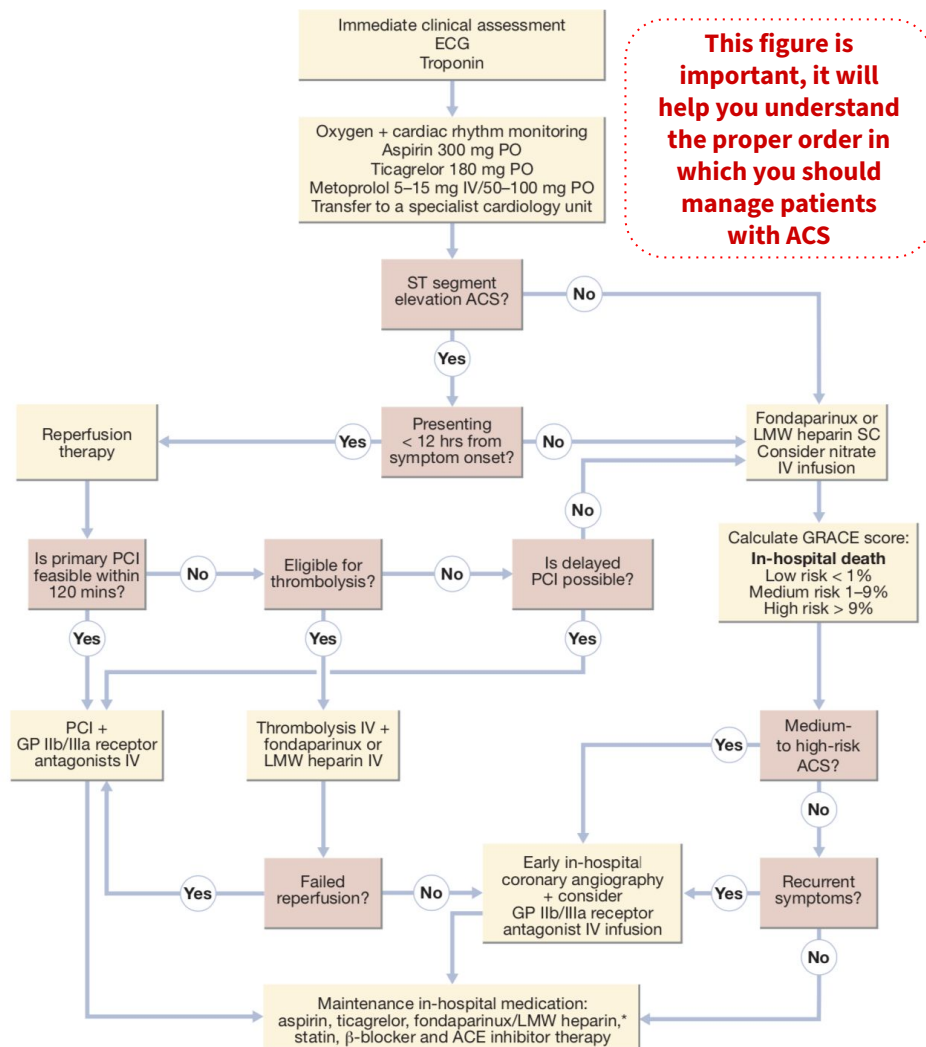 Immediate clinical assessment
ECG
Troponin
This figure is
important, it will
help you understand
the proper order in
which you should
manage patients
with ACS
Oxygen + cardiac rhythm monitoring
Aspirin 300 mg PO
Ticagrelor 180 mg PO
Metoprolol 5–15 mg IV/50–100 mg PO
Transfer to a specialist cardiology unit
ST segment
elevation ACS?
No
Yes
Reperfusion
therapy
Yes
Presenting
< 12 hrs from
symptom onset?
No
Fondaparinux or
LMW heparin SC
Consider nitrate
IV infusion
No
Is primary PCI
feasible within
120 mins?
No
Eligible for
thrombolysis?
No
Is delayed
PCI possible?
Calculate GRACE score:
In-hospital death
Low risk < 1%
Medium risk 1–9%
High risk > 9%
Yes
Yes
Yes
PCI +
GP IIb/IIIa receptor
antagonists IV
Thrombolysis IV +
fondaparinux or
LMW heparin IV
Yes
Medium-
to high-risk
ACS?
No
Yes
Failed
reperfusion?
No
Early in-hospital
coronary angiography
+ consider
GP IIb/IIIa receptor
antagonist IV infusion
Yes
Recurrent
symptoms?
No
Maintenance in-hospital medication:
aspirin, ticagrelor, fondaparinux/LMW heparin,*
statin, β-blocker and ACE inhibitor therapy